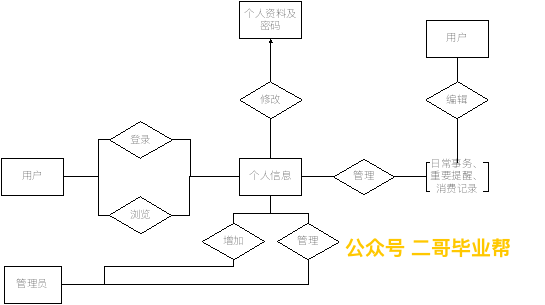 个人资料及
密码
用户
修改
编辑
登录
日常事务、
重要提醒、
消费记录
用户
个人信息
管理
浏览
增加
管理
公众号 二哥毕业帮
管理员